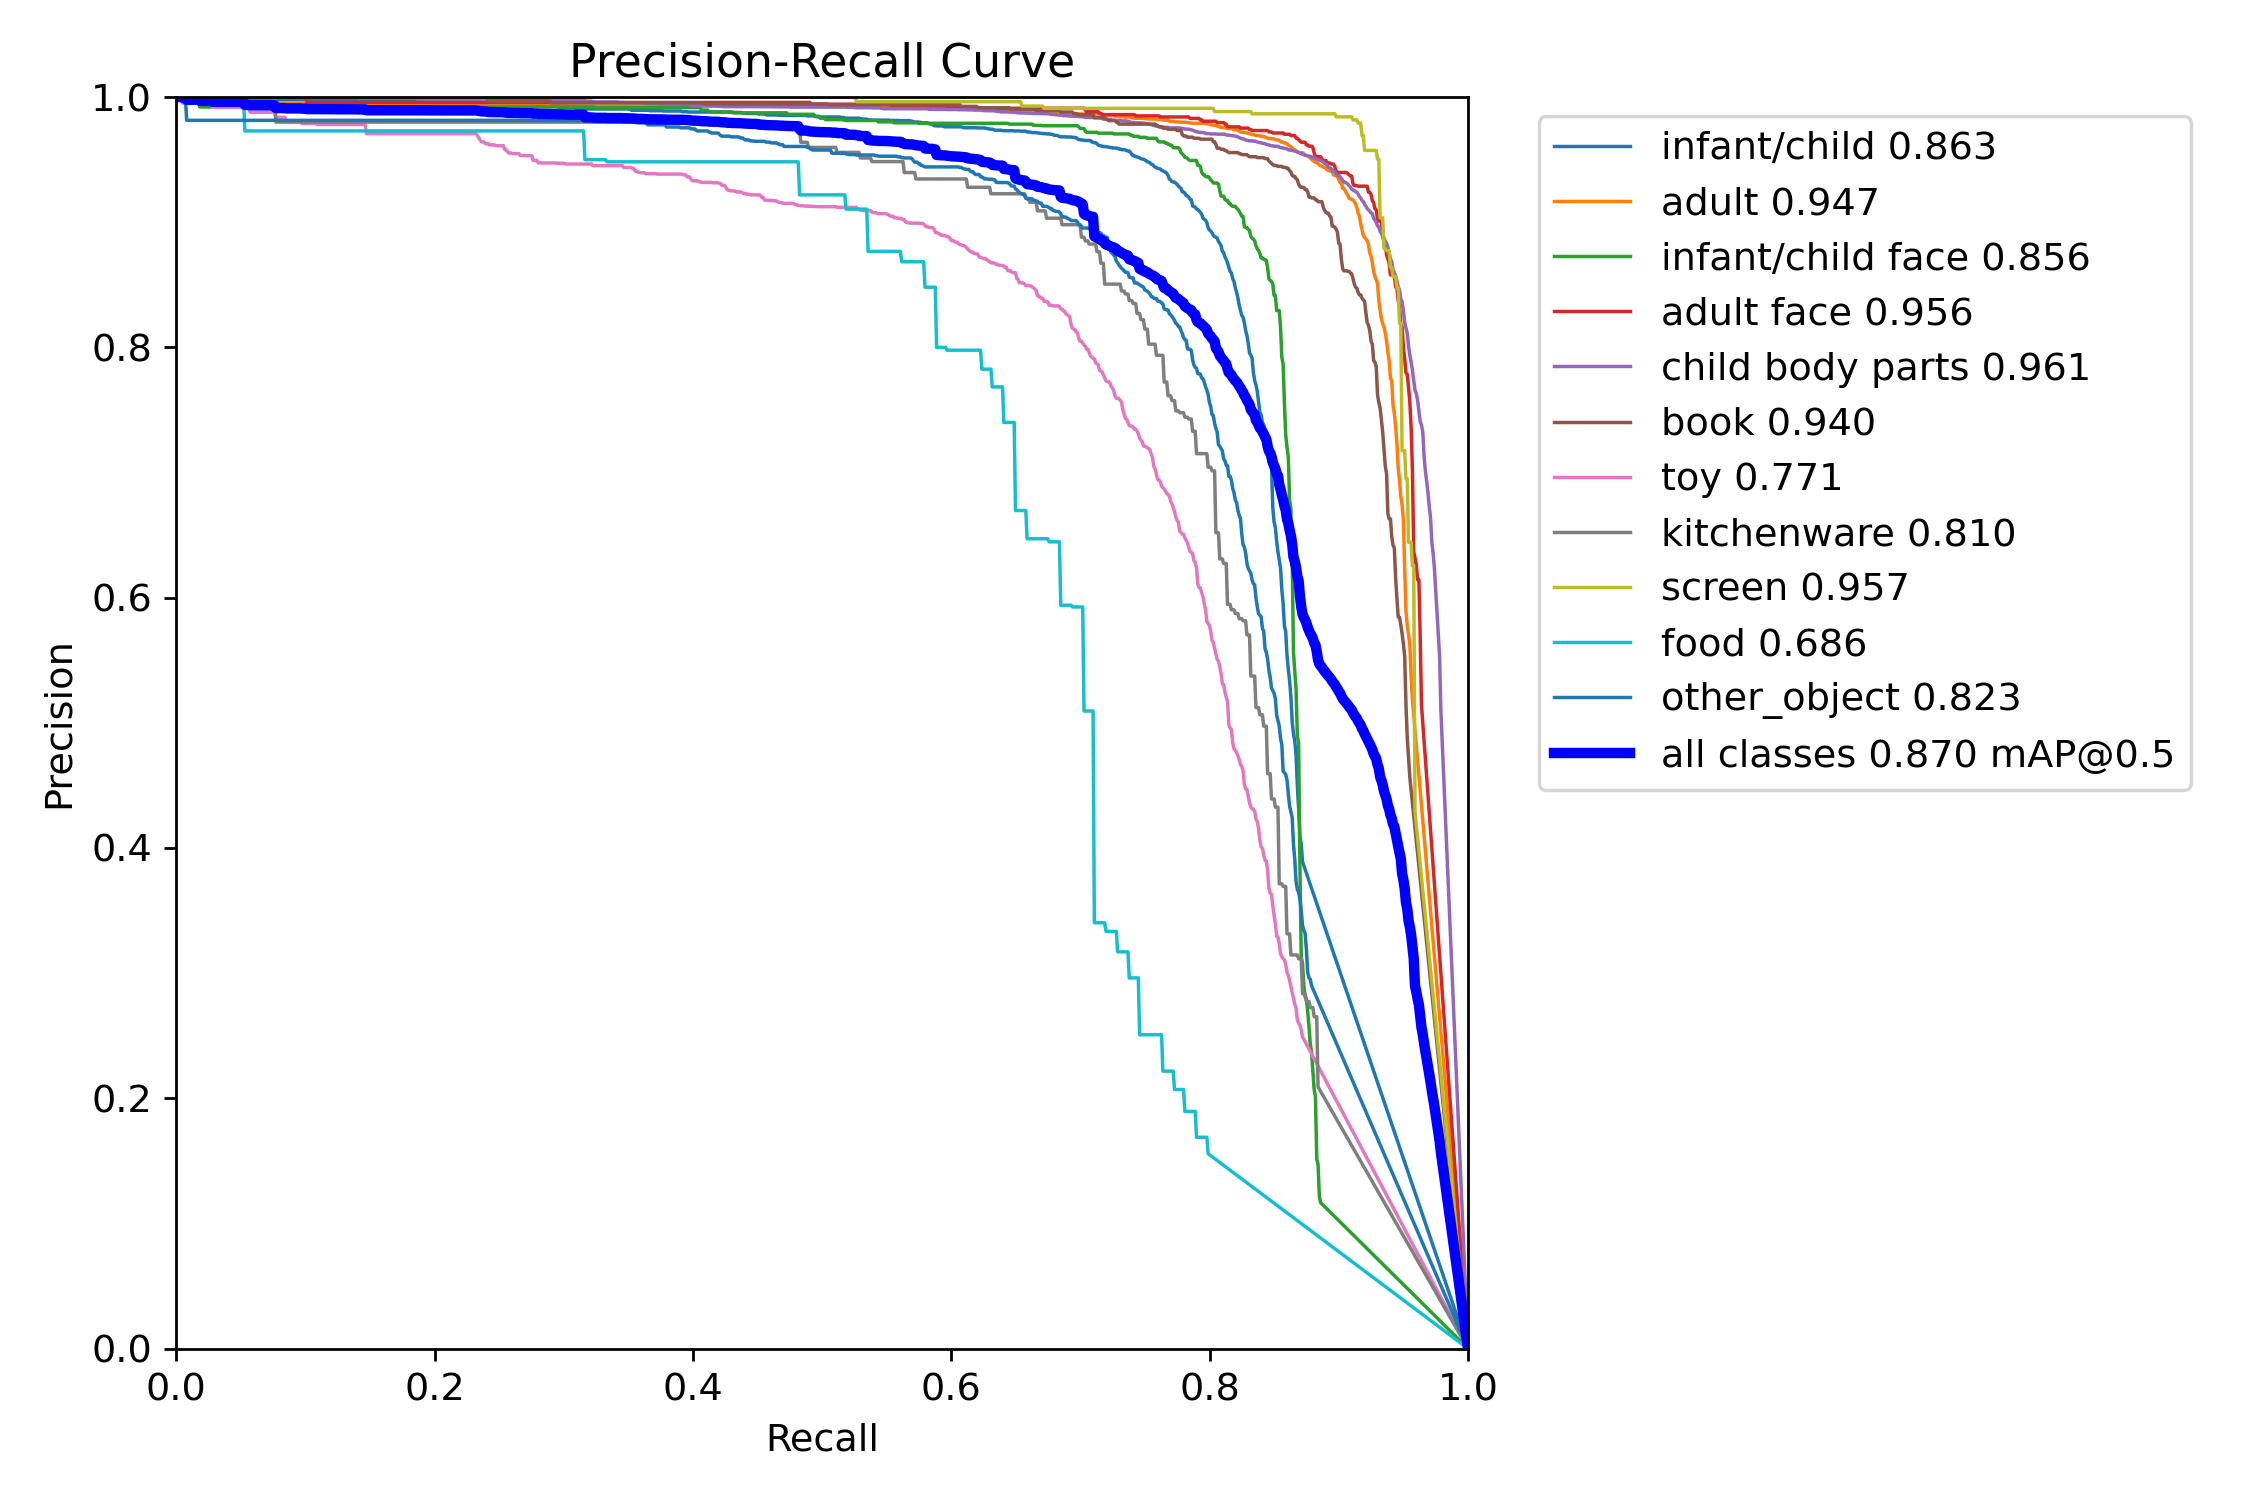 Precision-Recall Curve
1.0
0.8
0.6
0.4
0.2
0.0
Precision
0.0 0.2 0.4 0.6 0.8 1.0
Recall
infant/child 0.863
adult 0.947
infant/child face 0.856
adult face 0.956
child body parts 0.961
book 0.940
toy 0.771
kitchenware 0.810
screen 0.957
food 0.686
other_object 0.823
all classes 0.870 mAP@0.5